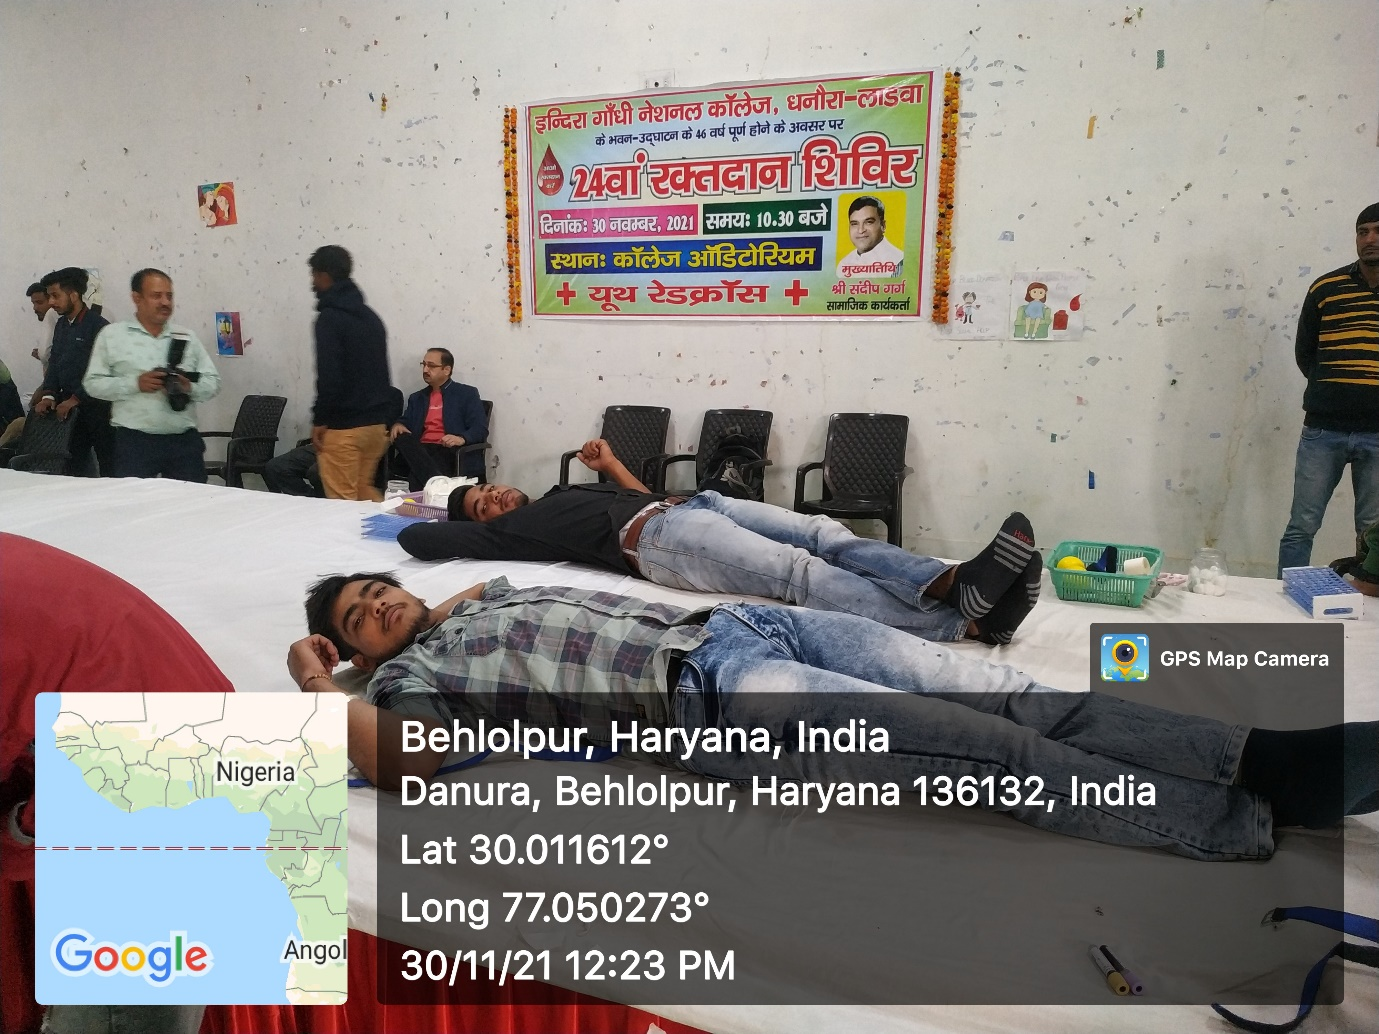 इन्दिरा गाँधी नेशनल कॉलेज, धनौरा-लाडवा
के भवन-उद्घाटन के 46 वर्ष पूर्ण होने के अवसर पर
24वां रक्तदान शिविर
दिनांक: 30 नवम्बर, 2021 समय: 10.30 बजे
स्थान: कॉलेज ऑडिटोरियम
मुख्यातिथि
+ यूथ रेडक्रॉस +
श्री संदीप गर्ग
सामाजिक कार्यकर्ता
GPS Map Camera
Behlolpur, Haryana, India
Danura, Behlolpur, Haryana 136132, India
Lat 30.011612°
Long 77.050273°
30/11/21 12:23 PM
Nigeria
Google
Angol